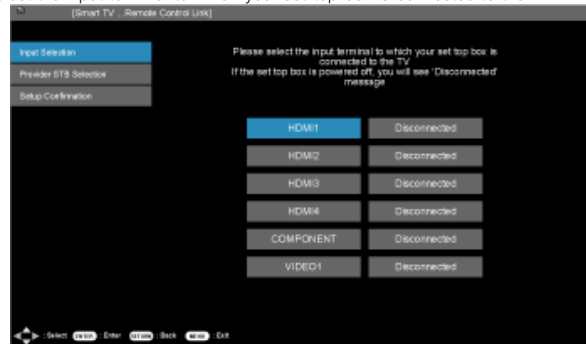 [Smart TV ...Remote Control Link]
Input Selection
Provider STB Selection
Setup Confirmation
Please select the input terminal to which your set top box is
connected to the TV
If the set top box is powered off, you will see 'Disconnected'
message
HDMI1 Disconnected
HDMI2 Disconnected
HDMI3 Disconnected
HDMI4 Disconnected
COMPONENT Disconnected
VIDEO1 Disconnected
: Select ENTER : Enter RETURN : Back MENU : Exit